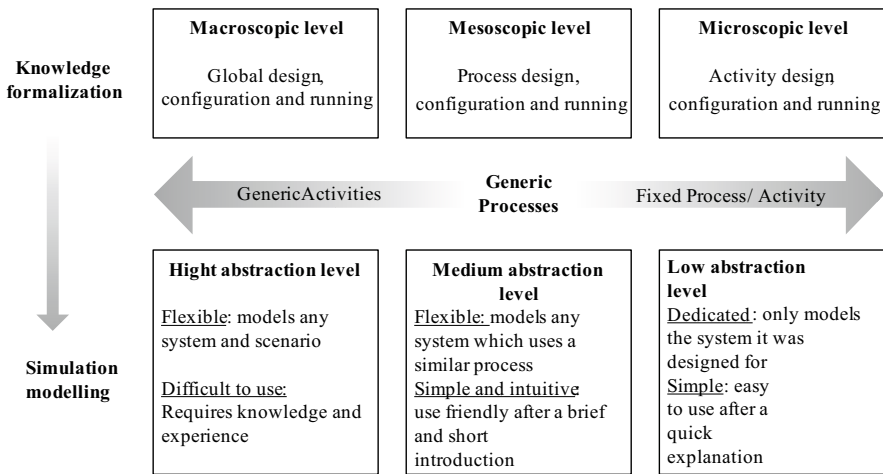 Macroscopic level
Global design,
configuration and running
Mesoscopic level
Process design,
configuration and running
Microscopic level
Activity design,
configuration and running
Knowledge
formalization
GenericActivities
Generic
Processes
Fixed Process/ Activity
Hight abstraction level
Flexible: models any
system and scenario
Difficult to use:
Requires knowledge and
experience
Medium abstraction
level
Flexible: models any
system which uses a
similar process
Simple and intuitive:
use friendly after a brief
and short
introduction
Low abstraction
level
Dedicated: only models
the system it was
designed for
Simple: easy
to use after a
quick
explanation
Simulation
modelling